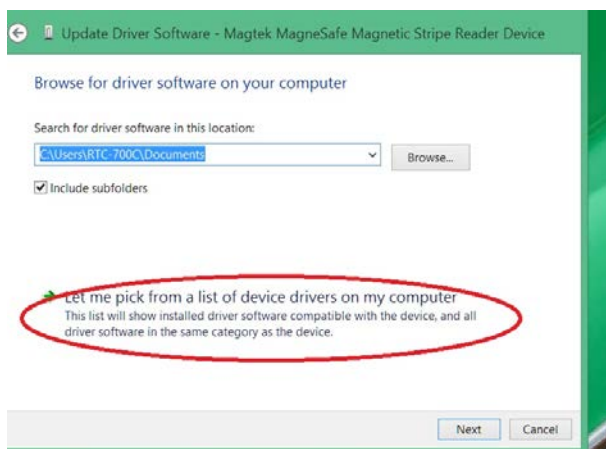 Update Driver Software - Magtek MagneSafe Magnetic Stripe Reader Device
Browse for driver software on your computer
Search for driver software in this location:
C:\Users\RTC-700C\Documents
Browse...
Include subfolders
Let me pick from a list of device drivers on my computer
This list will show installed driver software compatible with the device, and all
driver software in the same category as the device.
Next
Cancel